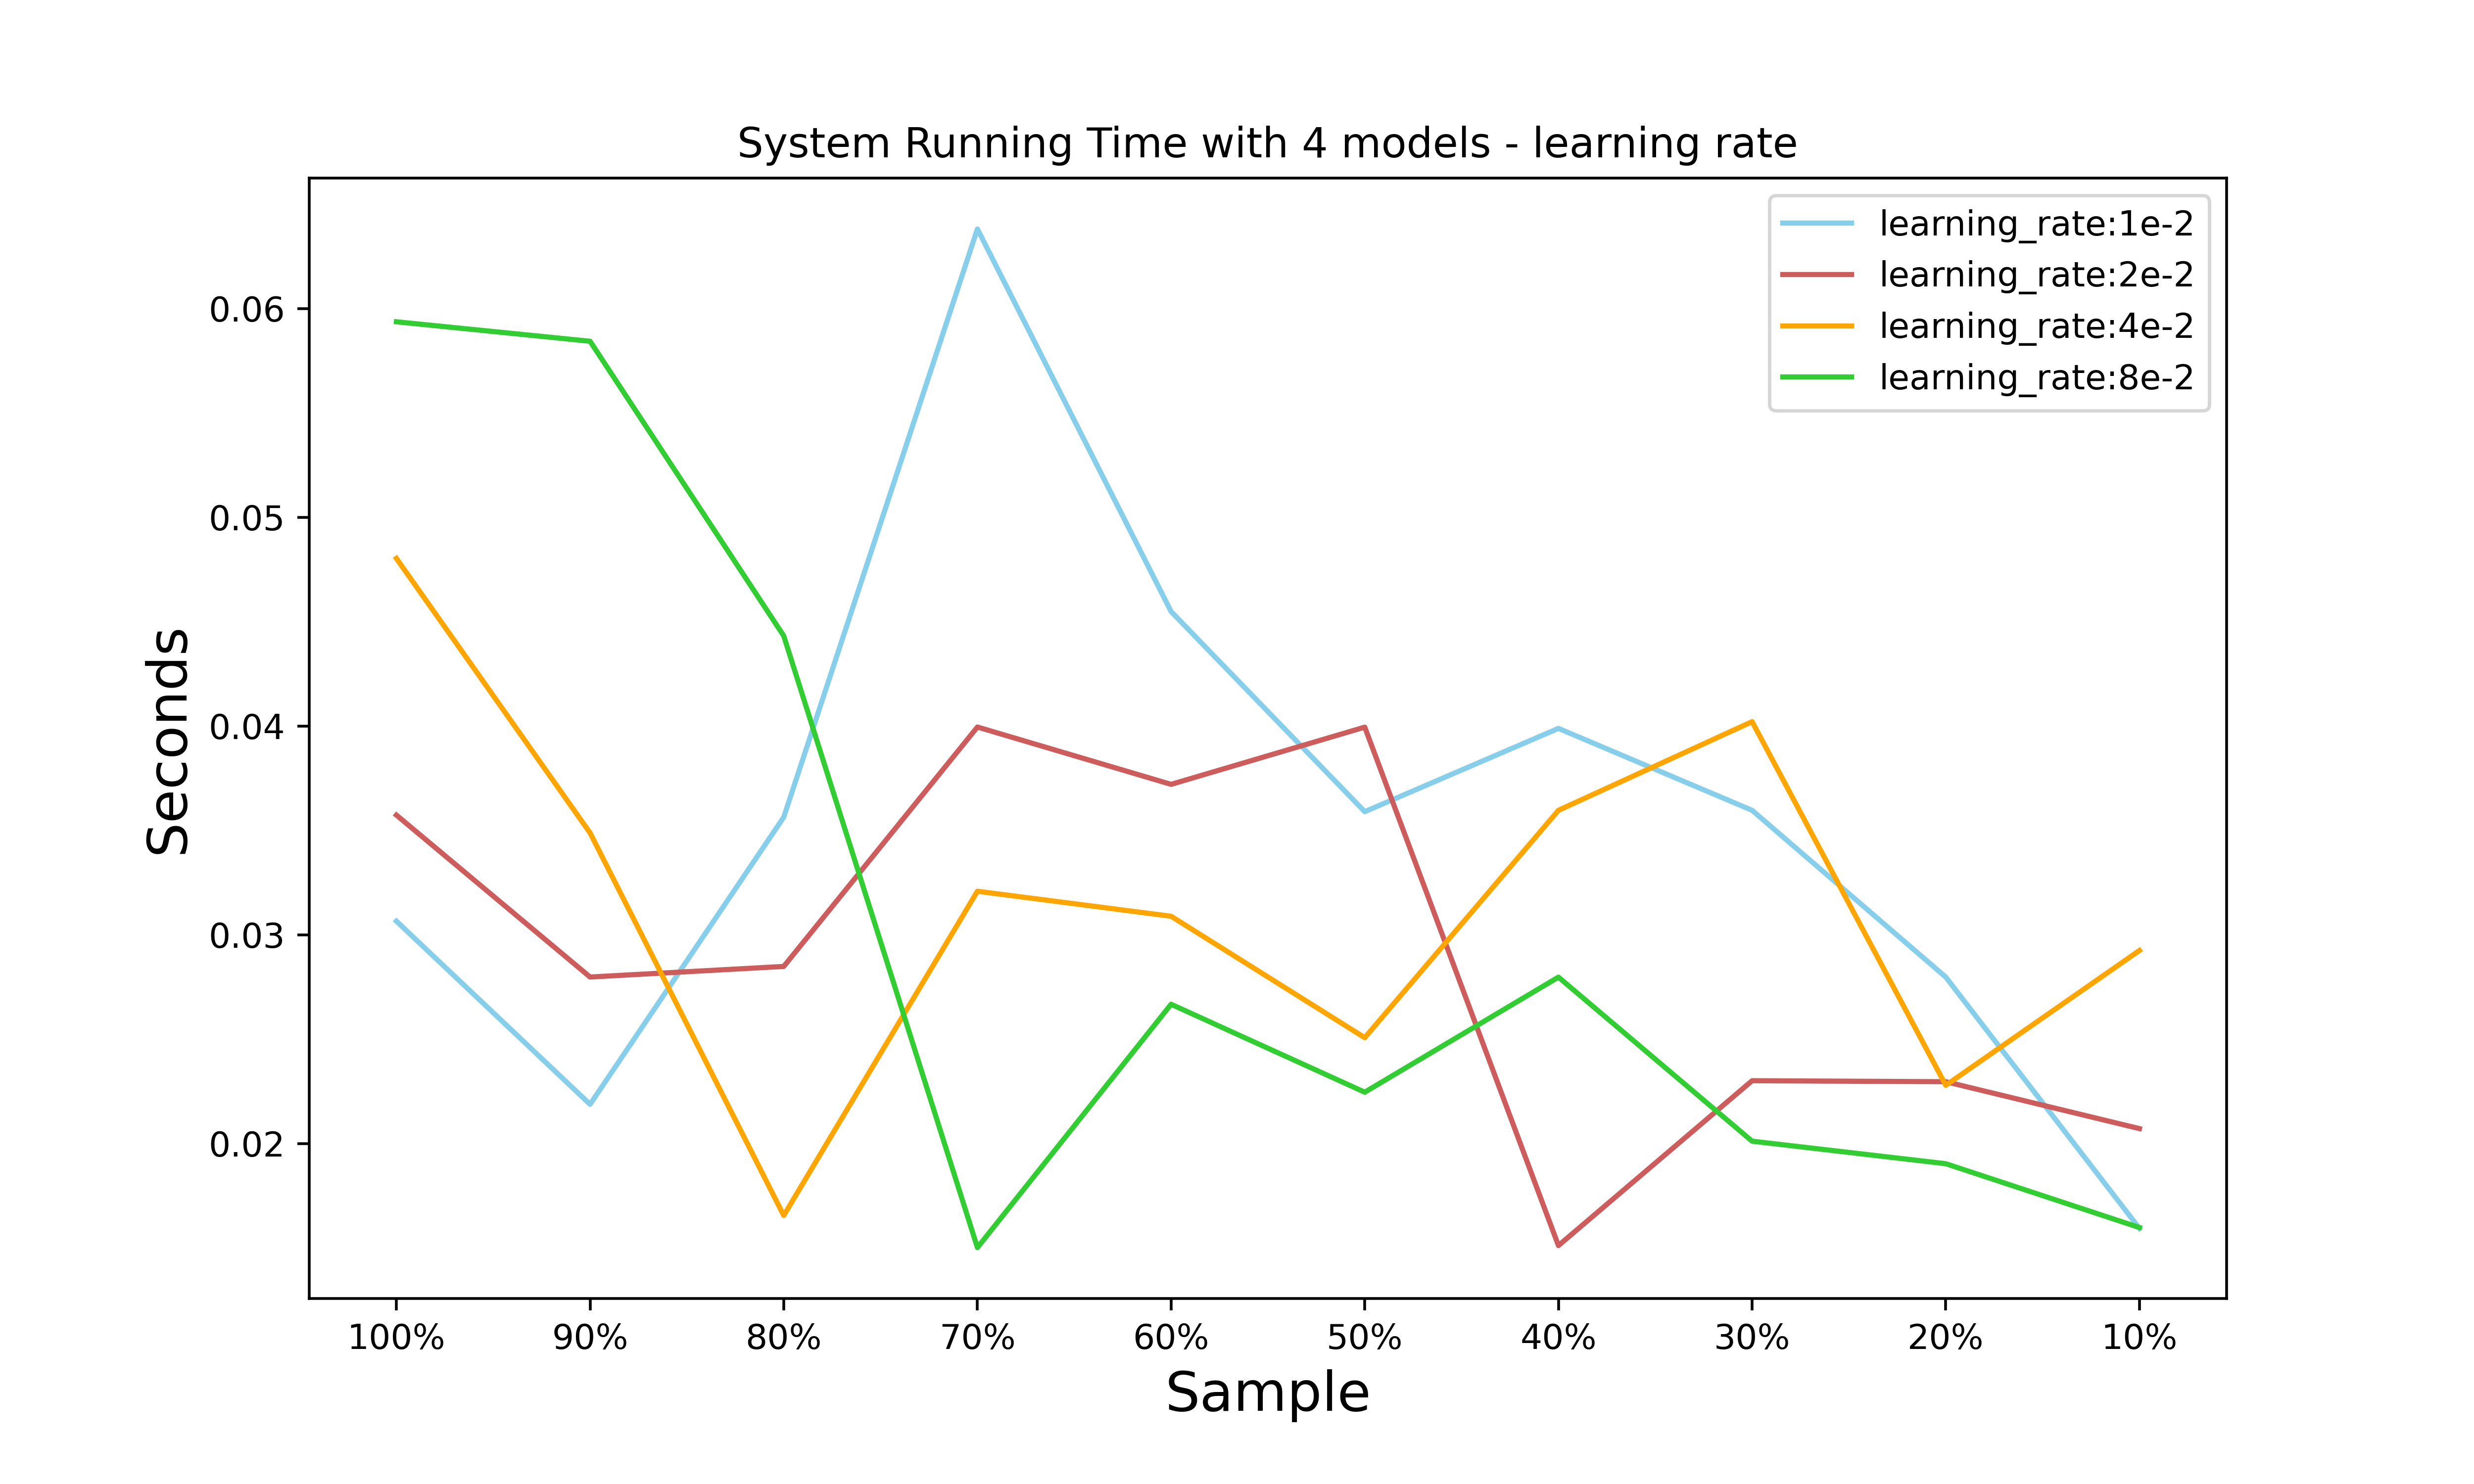 System Running Time with 4 models - learning rate
learning_rate:1e-2
learning_rate:2e-2
learning_rate:4e-2
learning_rate:8e-2
Seconds
0.06
0.05
0.04
0.03
0.02
100% 90% 80% 70% 60% 50% 40% 30% 20% 10%
Sample